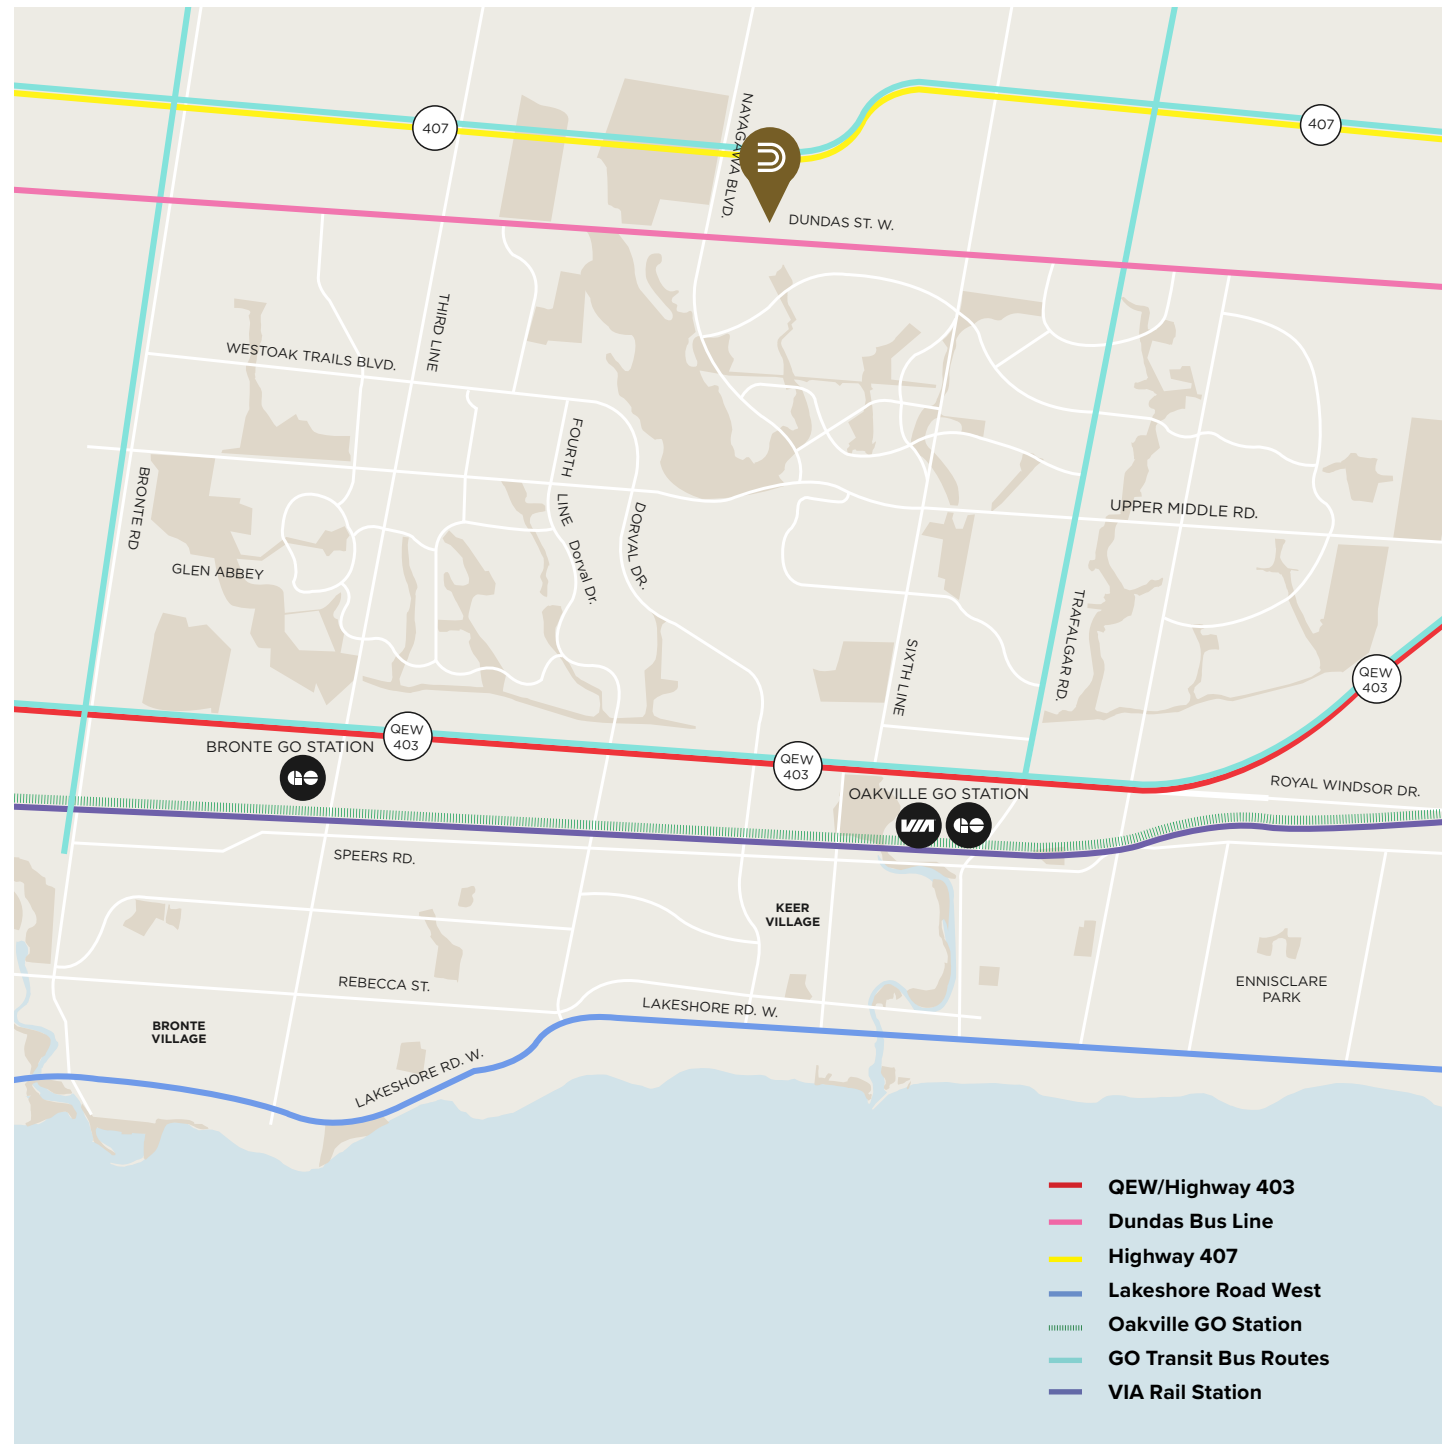 407
407
NAYAGAWA BLVD.
DUNDAS ST. W.
THIRD LINE
WESTOAK TRAILS BLVD.
FOURTH
LINE
Dorval Dr.
DORVAL DR.
BRONTE RD
UPPER MIDDLE RD.
GLEN ABBEY
TRAFALGAR RD.
SIXTH LINE
QEW
403
QEW
403
BRONTE GO STATION
QEW
403
OAKVILLE GO STATION
VIA
GO
GO
ROYAL WINDSOR DR.
SPEERS RD.
KEER
VILLAGE
REBECCA ST.
ENNISCLARE
PARK
LAKESHORE RD. W.
BRONTE
VILLAGE
LAKESHORE RD. W.
QEW/Highway 403
Dundas Bus Line
Highway 407
Lakeshore Road West
Oakville GO Station
GO Transit Bus Routes
VIA Rail Station